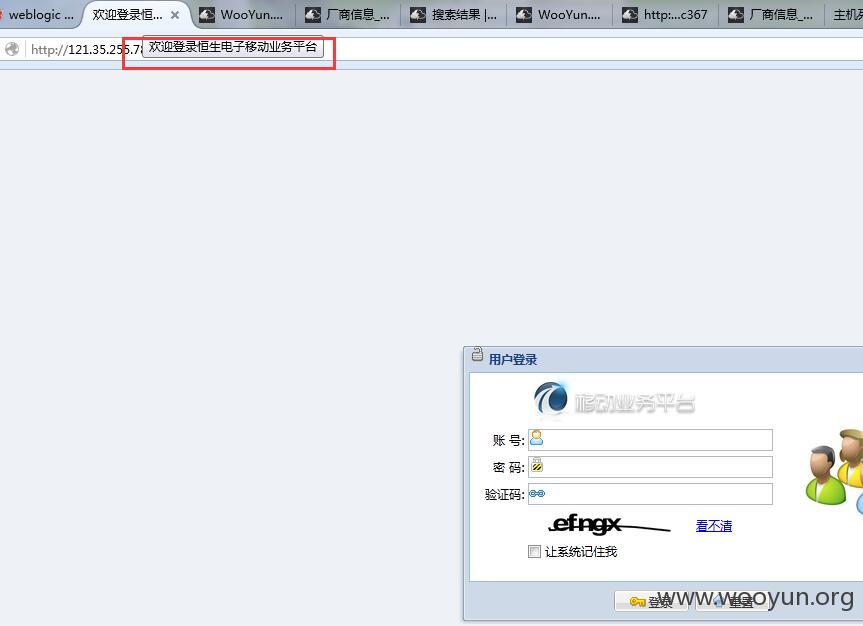 weblogic ... 欢迎登录恒... WooYun.... 厂商信息_... 搜索结果 |... WooYun.... http:...c367 厂商信息_... 主机
http://121.35.255.7 欢迎登录恒生电子移动业务平台
用户登录
移动业务平台
账 号:
密 码:
验证码:
efngx 看不清
让系统记住我
登录 重置
www.wooyun.org